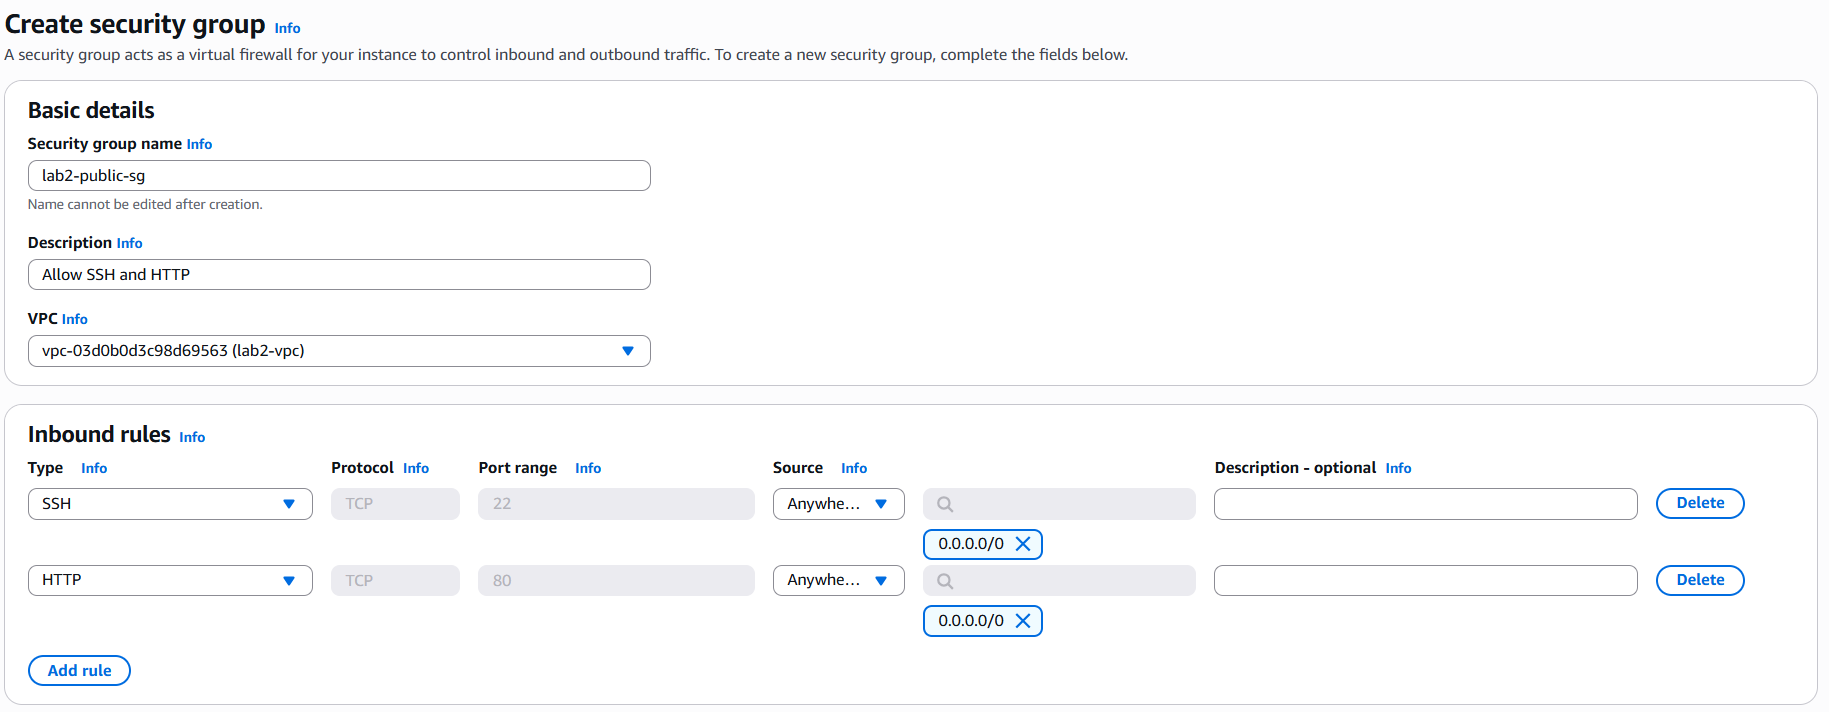 Create security group Info
A security group acts as a virtual firewall for your instance to control inbound and outbound traffic. To create a new security group, complete the fields below.
Basic details
Security group name Info
lab2-public-sg
Name cannot be edited after creation.
Description Info
Allow SSH and HTTP
VPC Info
vpc-03d0b0d3c98d69563 (lab2-vpc)
Inbound rules Info
Type Info Protocol Info Port range Info Source Info Description - optional Info
SSH TCP 22 Anywhe... Delete
0.0.0.0/0
HTTP TCP 80 Anywhe... Delete
0.0.0.0/0
Add rule